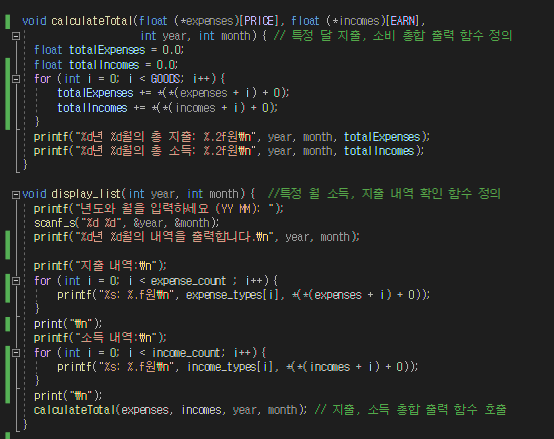 void calculateTotal(float (*expenses)[PRICE], float (*incomes)[EARN],
int year, int month) { // 특정 달 지출, 소비 총합 출력 함수 정의
float totalExpenses = 0.0;
float totalIncomes = 0.0;
for (int i = 0; i < GOODS; i++) {
totalExpenses += *(*(expenses + i) + 0);
totalIncomes += *(*(incomes + i) + 0);
}
printf("%d년 %d월의 총 지출: %.2f원₩n", year, month, totalExpenses);
printf("%d년 %d월의 총 소득: %.2f원₩n", year, month, totalIncomes);
}
void display_list(int year, int month) { //특정 월 소득, 지출 내역 확인 함수 정의
printf("년도와 월을 입력하세요 (YY MM): ");
scanf_s("%d %d", &year, &month);
printf("%d년 %d월의 내역을 출력합니다.₩n", year, month);
printf("지출 내역:₩n");
for (int i = 0; i < expense_count ; i++) {
printf("%s: %.f원₩n", expense_types[i], *(*(expenses + i) + 0));
}
print("₩n");
printf("소득 내역:₩n");
for (int i = 0; i < income_count; i++) {
printf("%s: %.f원₩n", income_types[i], *(*(incomes + i) + 0));
}
print("₩n");
calculateTotal(expenses, incomes, year, month); // 지출, 소득 총합 출력 함수 호출
}